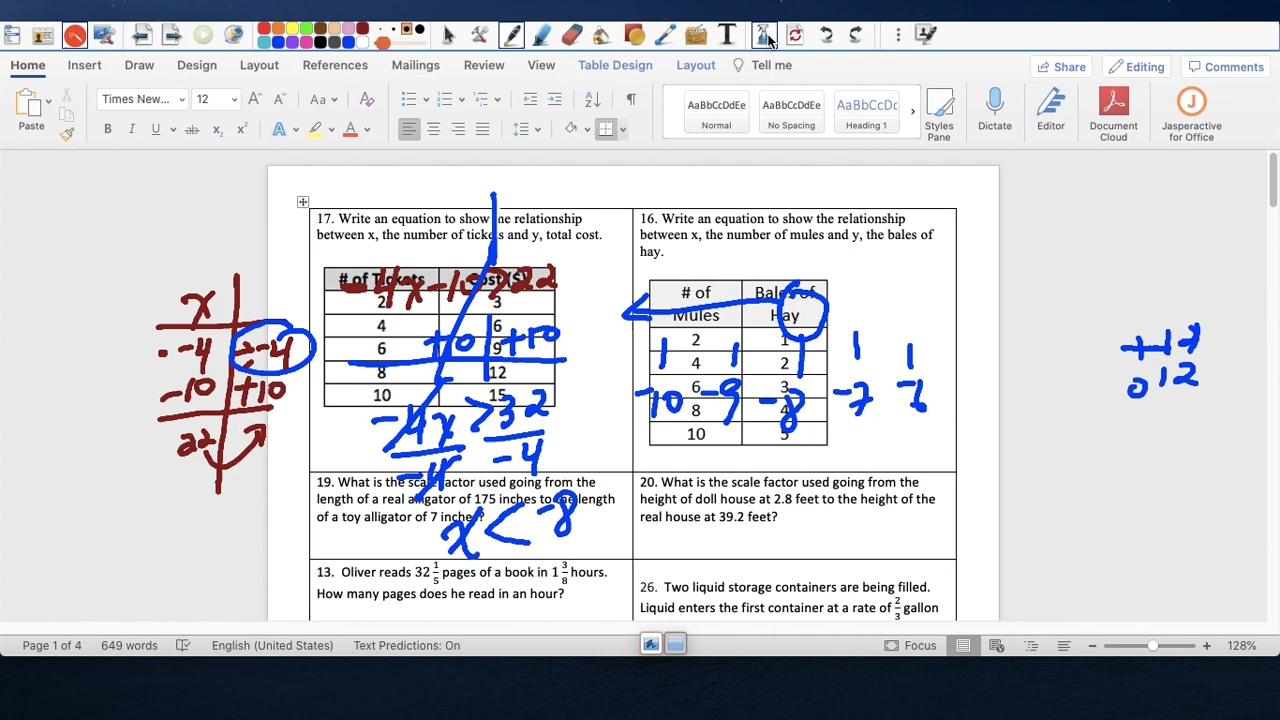 Home Insert Draw Design Layout References Mailings Review View Table Design Layout Tell me Share Editing Comments
Paste
Times New... 12
AaBbCcDdEe AaBbCcDdEe AaBbCcDc
Normal No Spacing Heading 1
Styles Pane
Dictate
Editor
Document Cloud
Jasperactive for Office
17. Write an equation to show the relationship
between x, the number of tickets and y, total cost.
# of Tickets Cost ($)
2 3
4 6
6 9
8 12
10 15
16. Write an equation to show the relationship
between x, the number of mules and y, the bales of
hay.
# of Mules Bales of Hay
2 1
4 2
6 3
8 4
10 5
-4x-10>22
+10 +10
-4x > 32
-4 -4
x < -8
x
-4 ÷-4
-10 +10
22
-10 -9 -8 -7
19. What is the scale factor used going from the
length of a real alligator of 175 inches to the length
of a toy alligator of 7 inches?
20. What is the scale factor used going from the
height of doll house at 2.8 feet to the height of the
real house at 39.2 feet?
13. Oliver reads 32 1/5 pages of a book in 1 3/8 hours.
How many pages does he read in an hour?
26. Two liquid storage containers are being filled.
Liquid enters the first container at a rate of 2/3 gallon
Page 1 of 4 649 words English (United States) Text Predictions: On Focus 128%